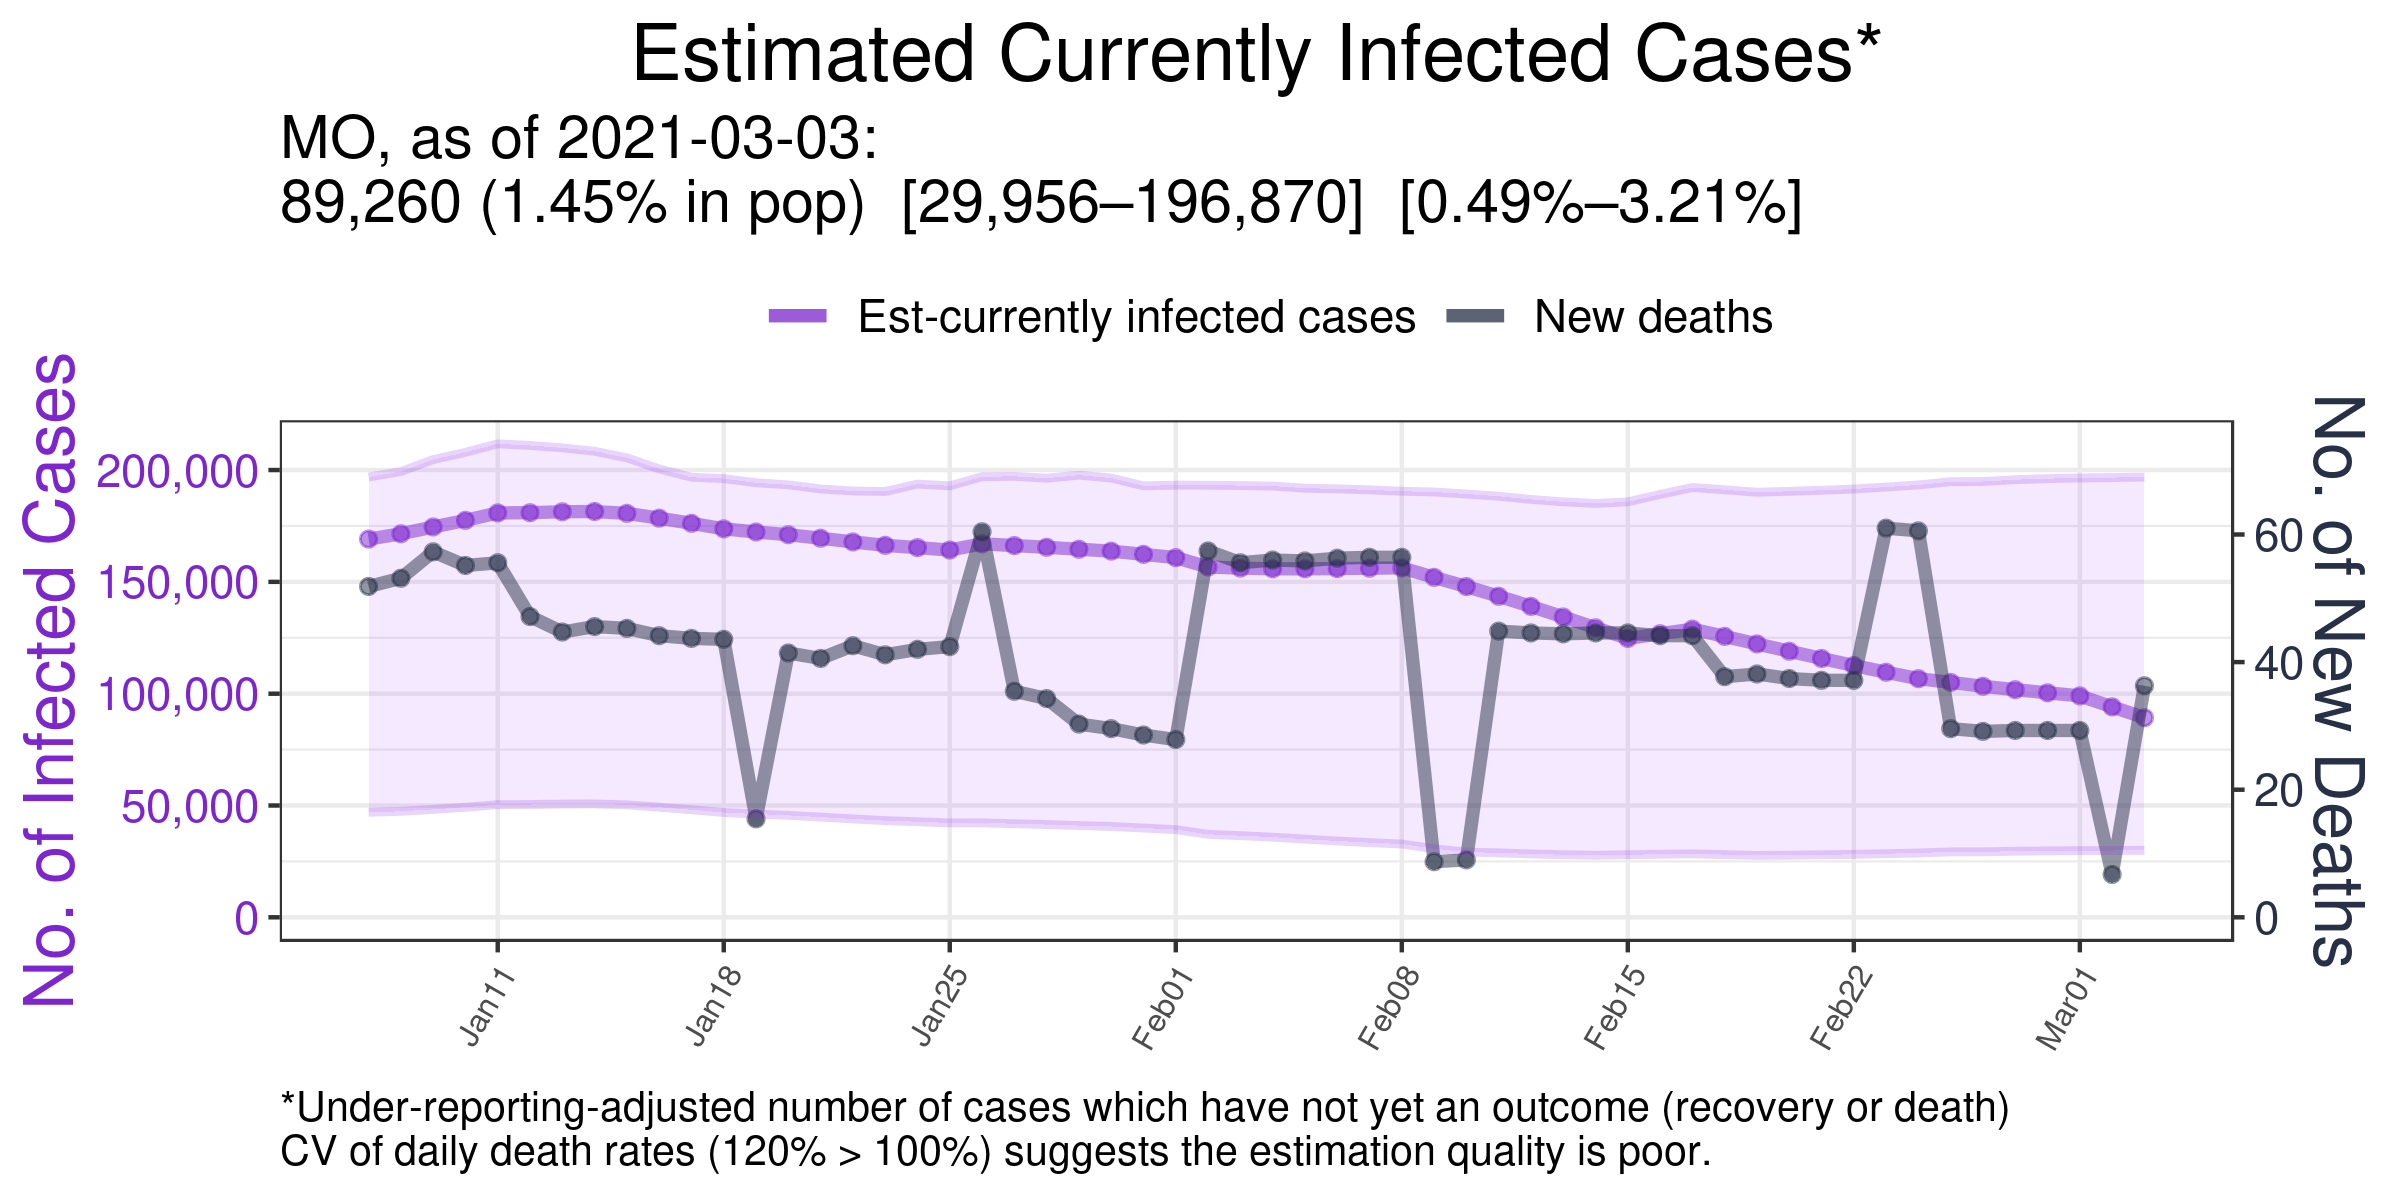 Estimated Currently Infected Cases*
MO, as of 2021-03-03:
89,260 (1.45% in pop)  [29,956–196,870]  [0.49%–3.21%]
Est-currently infected cases
New deaths
No. of Infected Cases
200,000
150,000
100,000
50,000
0
60
40
20
0
No. of New Deaths
Jan11
Jan18
Jan25
Feb01
Feb08
Feb15
Feb22
Mar01
*Under-reporting-adjusted number of cases which have not yet an outcome (recovery or death)
CV of daily death rates (120% > 100%) suggests the estimation quality is poor.